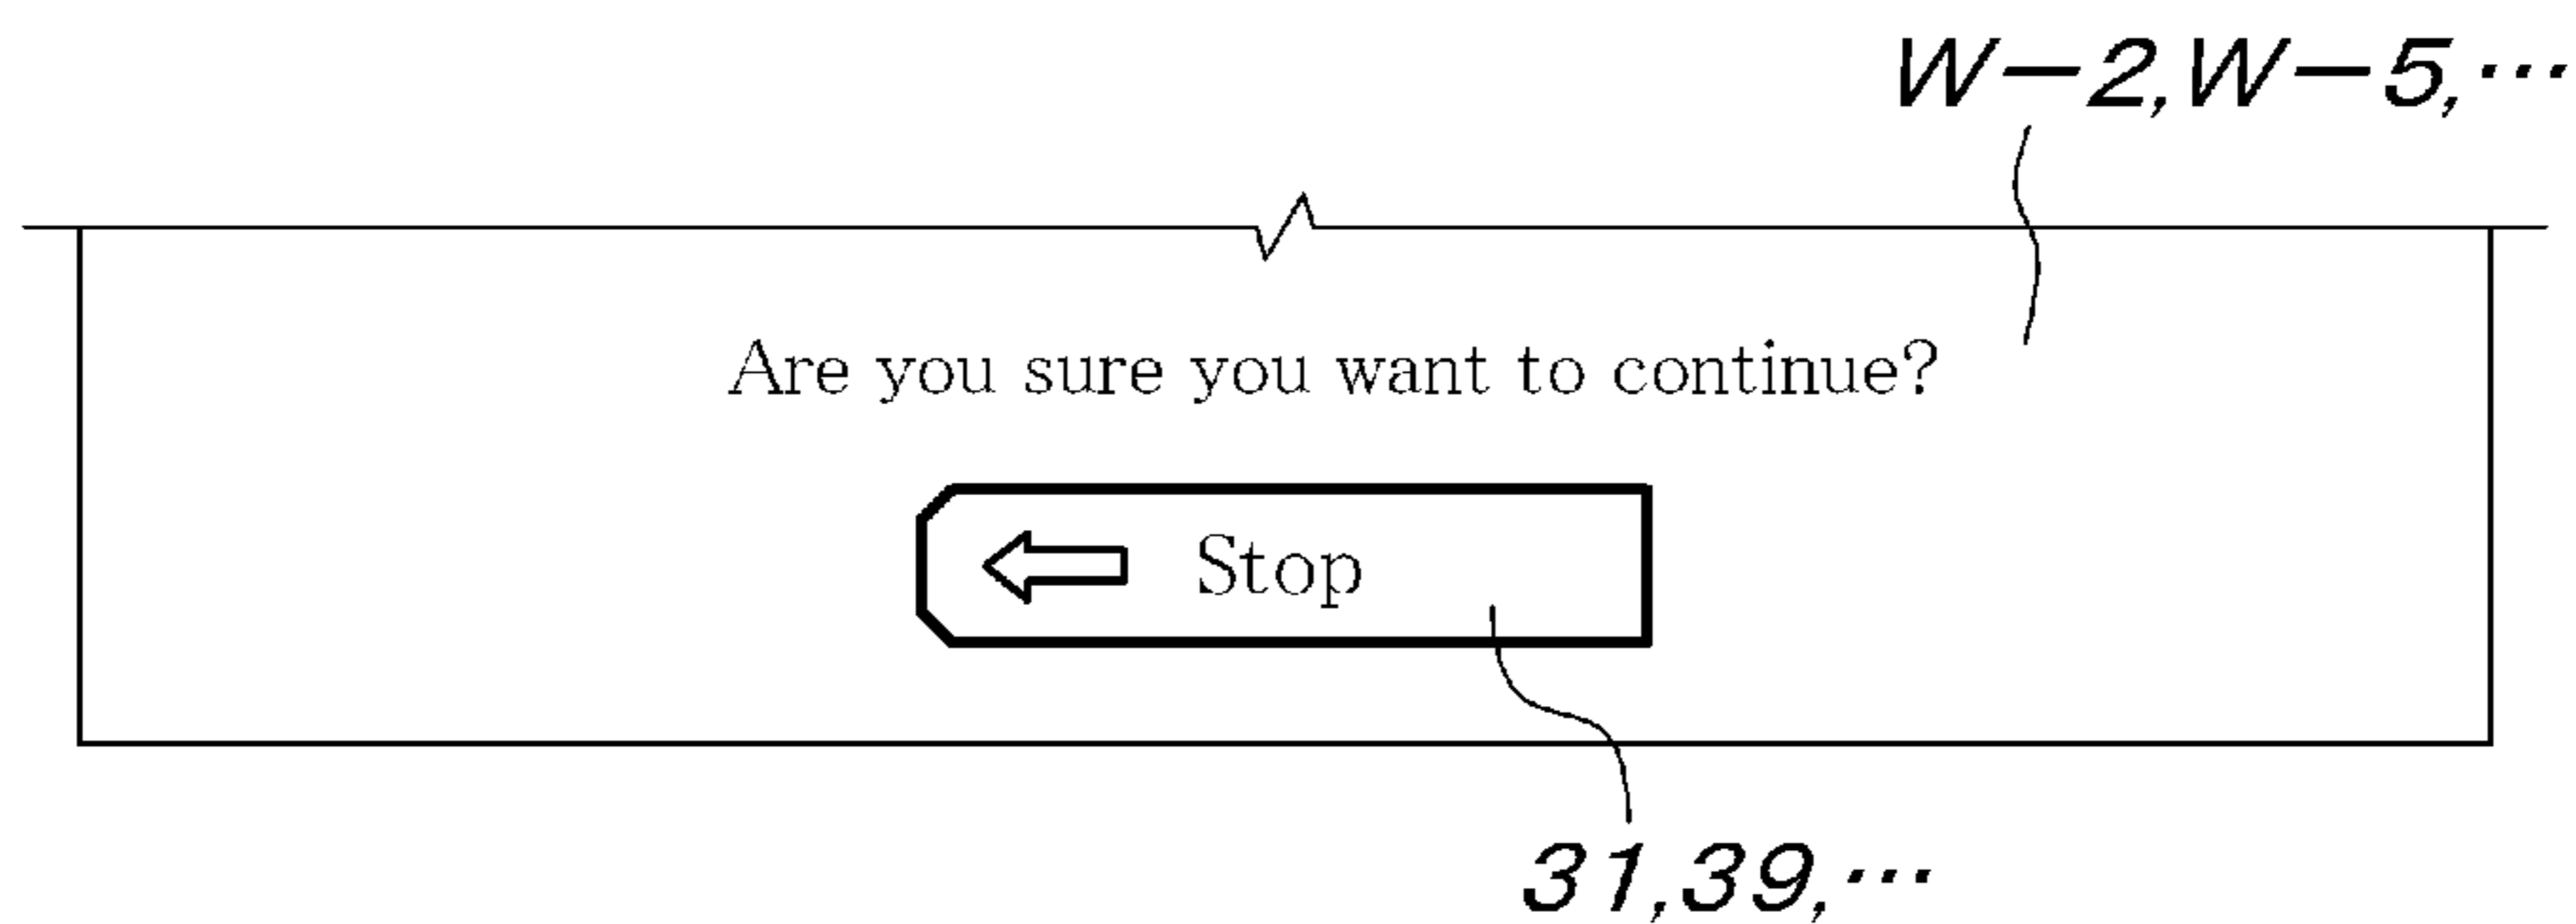 W-2,W-5,…
Are you sure you want to continue?
Stop
31,39,…